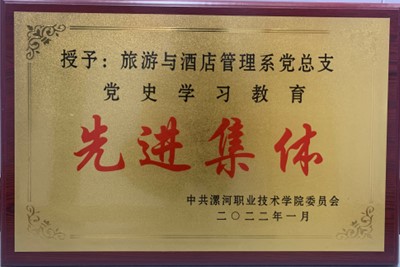 授予：旅游与酒店管理系党总支
党史学习教育
先进集体
中共漯河职业技术学院委员会
二〇二二年一月